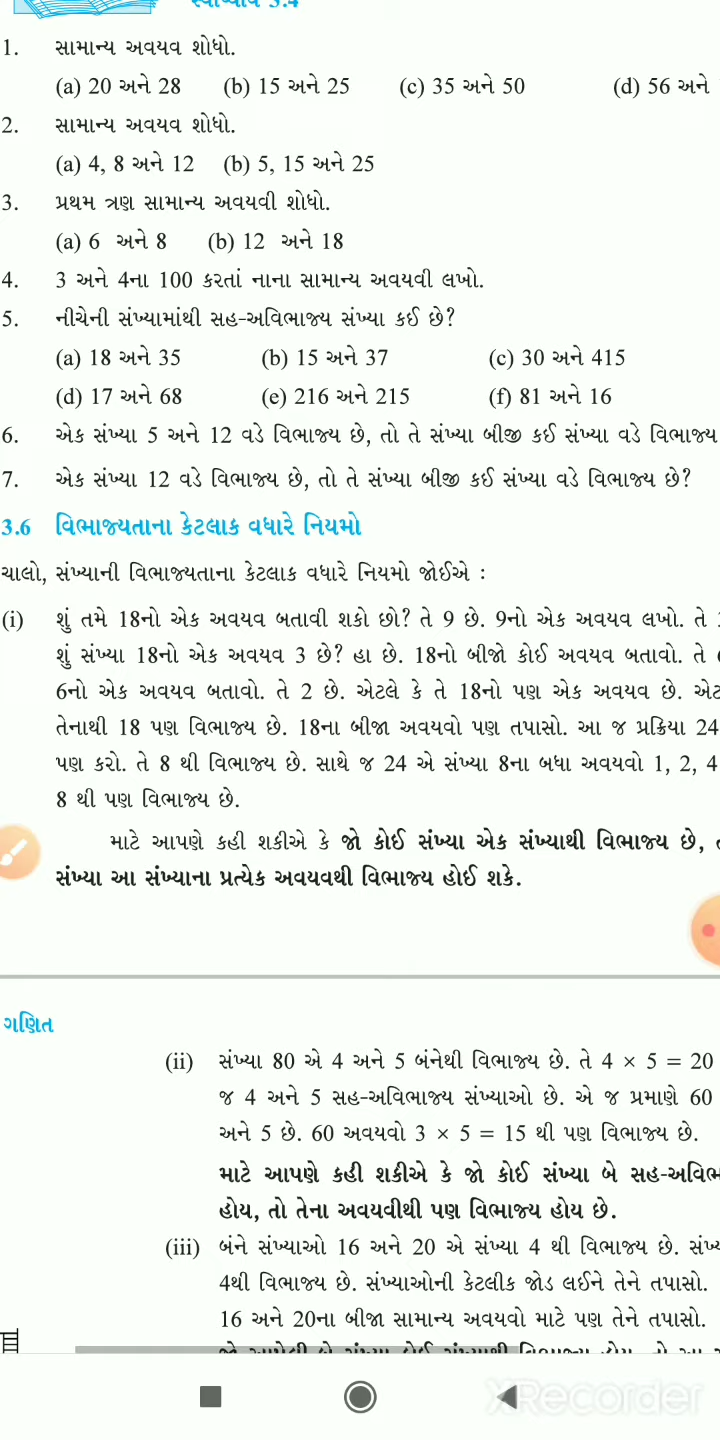 સ્વાધ્યાય 3.4
1. સામાન્ય અવયવ શોધો.
(a) 20 અને 28 (b) 15 અને 25 (c) 35 અને 50 (d) 56 અને
2. સામાન્ય અવયવ શોધો.
(a) 4, 8 અને 12 (b) 5, 15 અને 25
3. પ્રથમ ત્રણ સામાન્ય અવયવી શોધો.
(a) 6 અને 8 (b) 12 અને 18
4. 3 અને 4ના 100 કરતાં નાના સામાન્ય અવયવી લખો.
5. નીચેની સંખ્યામાંથી સહ-અવિભાજ્ય સંખ્યા કઈ છે?
(a) 18 અને 35 (b) 15 અને 37 (c) 30 અને 415
(d) 17 અને 68 (e) 216 અને 215 (f) 81 અને 16
6. એક સંખ્યા 5 અને 12 વડે વિભાજ્ય છે, તો તે સંખ્યા બીજી કઈ સંખ્યા વડે વિભાજ્ય
7. એક સંખ્યા 12 વડે વિભાજ્ય છે, તો તે સંખ્યા બીજી કઈ સંખ્યા વડે વિભાજ્ય છે?
3.6 વિભાજ્યતાના કેટલાક વધારે નિયમો
ચાલો, સંખ્યાની વિભાજ્યતાના કેટલાક વધારે નિયમો જોઈએ :
(i) શું તમે 18નો એક અવયવ બતાવી શકો છો? તે 9 છે. 9નો એક અવયવ લખો. તે
શું સંખ્યા 18નો એક અવયવ 3 છે? હા છે. 18નો બીજો કોઈ અવયવ બતાવો. તે
6નો એક અવયવ બતાવો. તે 2 છે. એટલે કે તે 18નો પણ એક અવયવ છે.
તેનાથી 18 પણ વિભાજ્ય છે. 18ના બીજા અવયવો પણ તપાસો. આ જ પ્રક્રિયા 24
પણ કરો. તે 8 થી વિભાજ્ય છે. સાથે જ 24 એ સંખ્યા 8ના બધા અવયવો 1, 2, 4
8 થી પણ વિભાજ્ય છે.
માટે આપણે કહી શકીએ કે જો કોઈ સંખ્યા એક સંખ્યાથી વિભાજ્ય છે,
સંખ્યા આ સંખ્યાના પ્રત્યેક અવયવથી વિભાજ્ય હોઈ શકે.
ગણિત
(ii) સંખ્યા 80 એ 4 અને 5 બંનેથી વિભાજ્ય છે. તે 4 × 5 = 20
જ 4 અને 5 સહ-અવિભાજ્ય સંખ્યાઓ છે. એ જ પ્રમાણે 60
અને 5 છે. 60 અવયવો 3 × 5 = 15 થી પણ વિભાજ્ય છે.
માટે આપણે કહી શકીએ કે જો કોઈ સંખ્યા બે
હોય, તો તેના અવયવીથી પણ વિભાજ્ય હોય છે.
(iii) બંને સંખ્યાઓ 16 અને 20 એ સંખ્યા 4 થી વિભાજ્ય છે.
4થી વિભાજ્ય છે. સંખ્યાઓની કેટલીક જોડ લઈને તેને તપાસો.
16 અને 20ના બીજા સામાન્ય અવયવો માટે પણ તેને તપાસો.
XRecorder